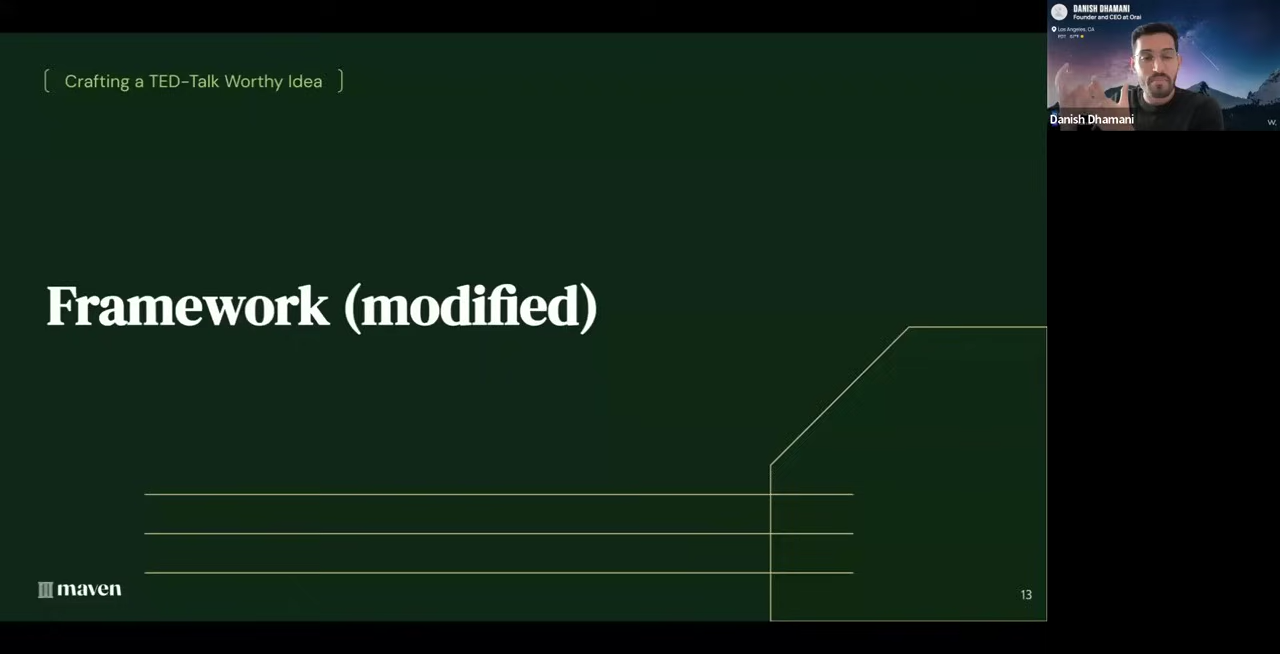 Crafting a TED-Talk Worthy Idea
Framework (modified)
maven
13
DANISH DHAMANI
Founder and CEO at Orai
Los Angeles, CA
Danish Dhamani
W.